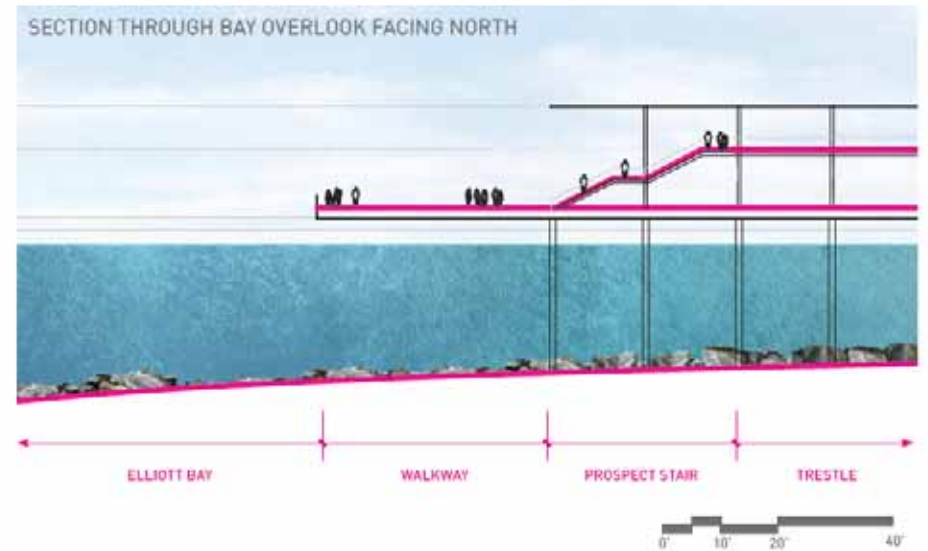 SECTION THROUGH BAY OVERLOOK FACING NORTH
ELLIOTT BAY
WALKWAY
PROSPECT STAIR
TRESTLE
0' 10' 20' 40'